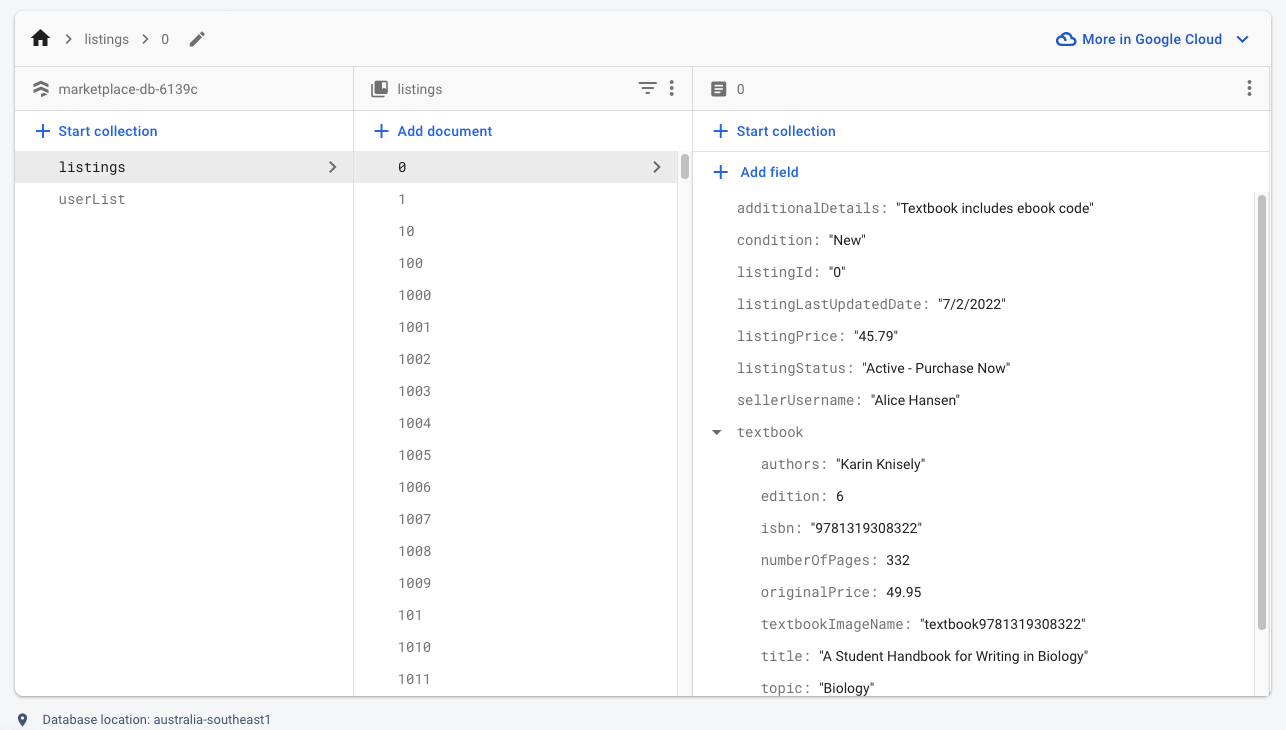 listings
0
More in Google Cloud
marketplace-db-6139c
listings
0
Start collection
Add document
Start collection
listings
userList
0
1
10
100
1000
1001
1002
1003
1004
1005
1006
1007
1008
1009
101
1010
1011
Add field
additionalDetails: "Textbook includes ebook code"
condition: "New"
listingId: "0"
listingLastUpdatedDate: "7/2/2022"
listingPrice: "45.79"
listingStatus: "Active - Purchase Now"
sellerUsername: "Alice Hansen"
textbook
authors: "Karin Knisely"
edition: 6
isbn: "9781319308322"
numberOfPages: 332
originalPrice: 49.95
textbookImageName: "textbook9781319308322"
title: "A Student Handbook for Writing in Biology"
topic: "Biology"
Database location: australia-southeast1